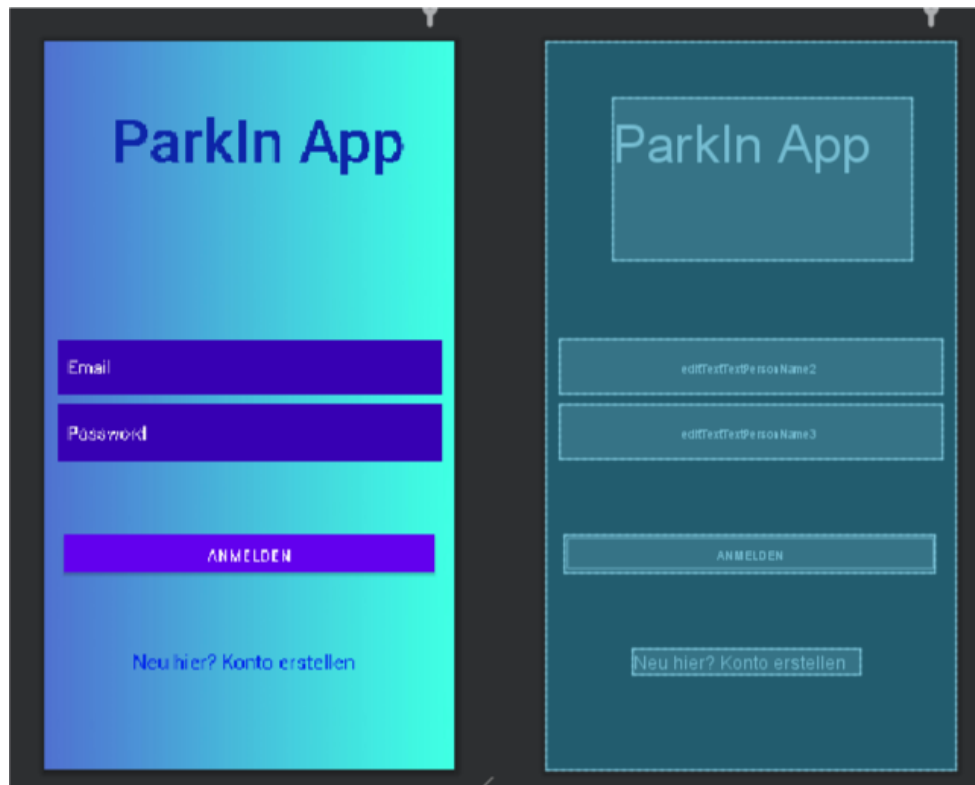 ParkIn App
Email
Password
ANMELDEN
Neu hier? Konto erstellen
ParkIn App
editTextTextPersonName2
editTextTextPersonName3
ANMELDEN
Neu hier? Konto erstellen